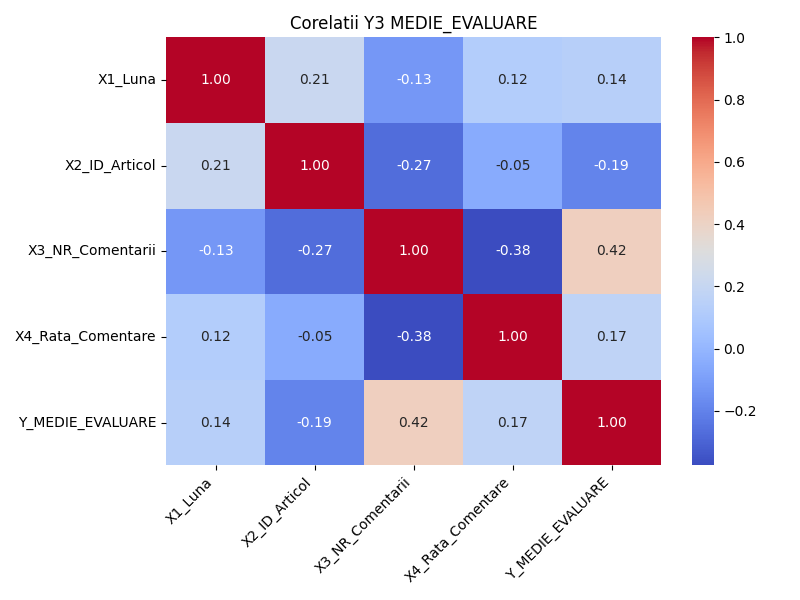 Corelatii Y3 MEDIE_EVALUARE
X1_Luna 1.00 0.21 -0.13 0.12 0.14
X2_ID_Articol 0.21 1.00 -0.27 -0.05 -0.19
X3_NR_Comentarii -0.13 -0.27 1.00 -0.38 0.42
X4_Rata_Comentare 0.12 -0.05 -0.38 1.00 0.17
Y_MEDIE_EVALUARE 0.14 -0.19 0.42 0.17 1.00
X1_Luna
X2_ID_Articol
X3_NR_Comentarii
X4_Rata_Comentare
Y_MEDIE_EVALUARE
1.0
0.8
0.6
0.4
0.2
0.0
−0.2